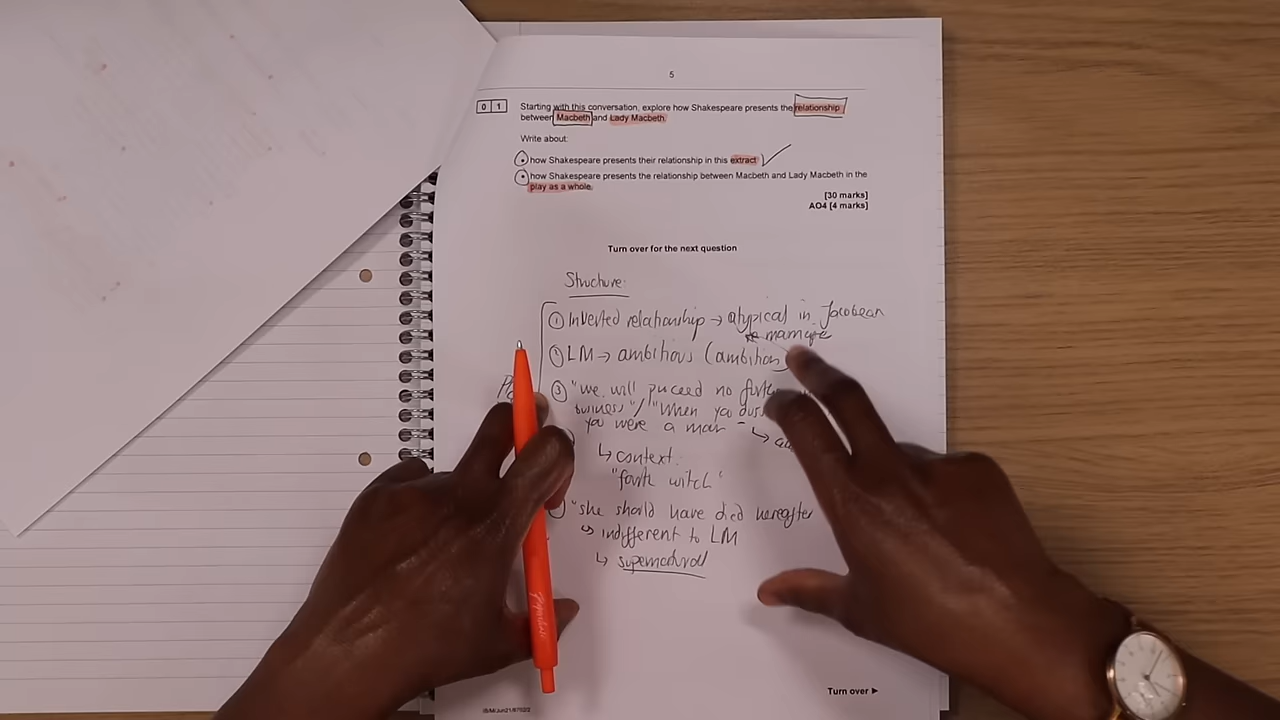 5
0 1 Starting with this conversation, explore how Shakespeare presents the relationship
between Macbeth and Lady Macbeth
Write about:
• how Shakespeare presents their relationship in this extract
• how Shakespeare presents the relationship between Macbeth and Lady Macbeth in the
play as a whole.
[30 marks]
AO4 [4 marks]
Turn over for the next question
Structure:
① Inverted relationship → atypical in Jacobean
marriage
② LM → ambitious (ambition)
③ "we will proceed no
business"/"When you
you were a man
↳ context:
"fourth witch"
"she should have died hereafter
↳ indifferent to LM
↳ supernatural
Turn over ►
IB/M/Jun21/8702/2